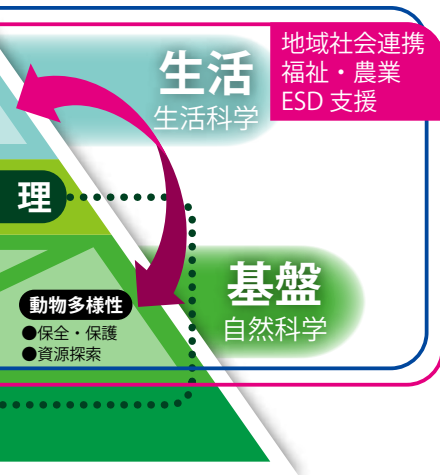 生活
生活科学
地域社会連携
福祉・農業
ESD 支援
理
基盤
自然科学
動物多様性
●保全・保護
●資源探索